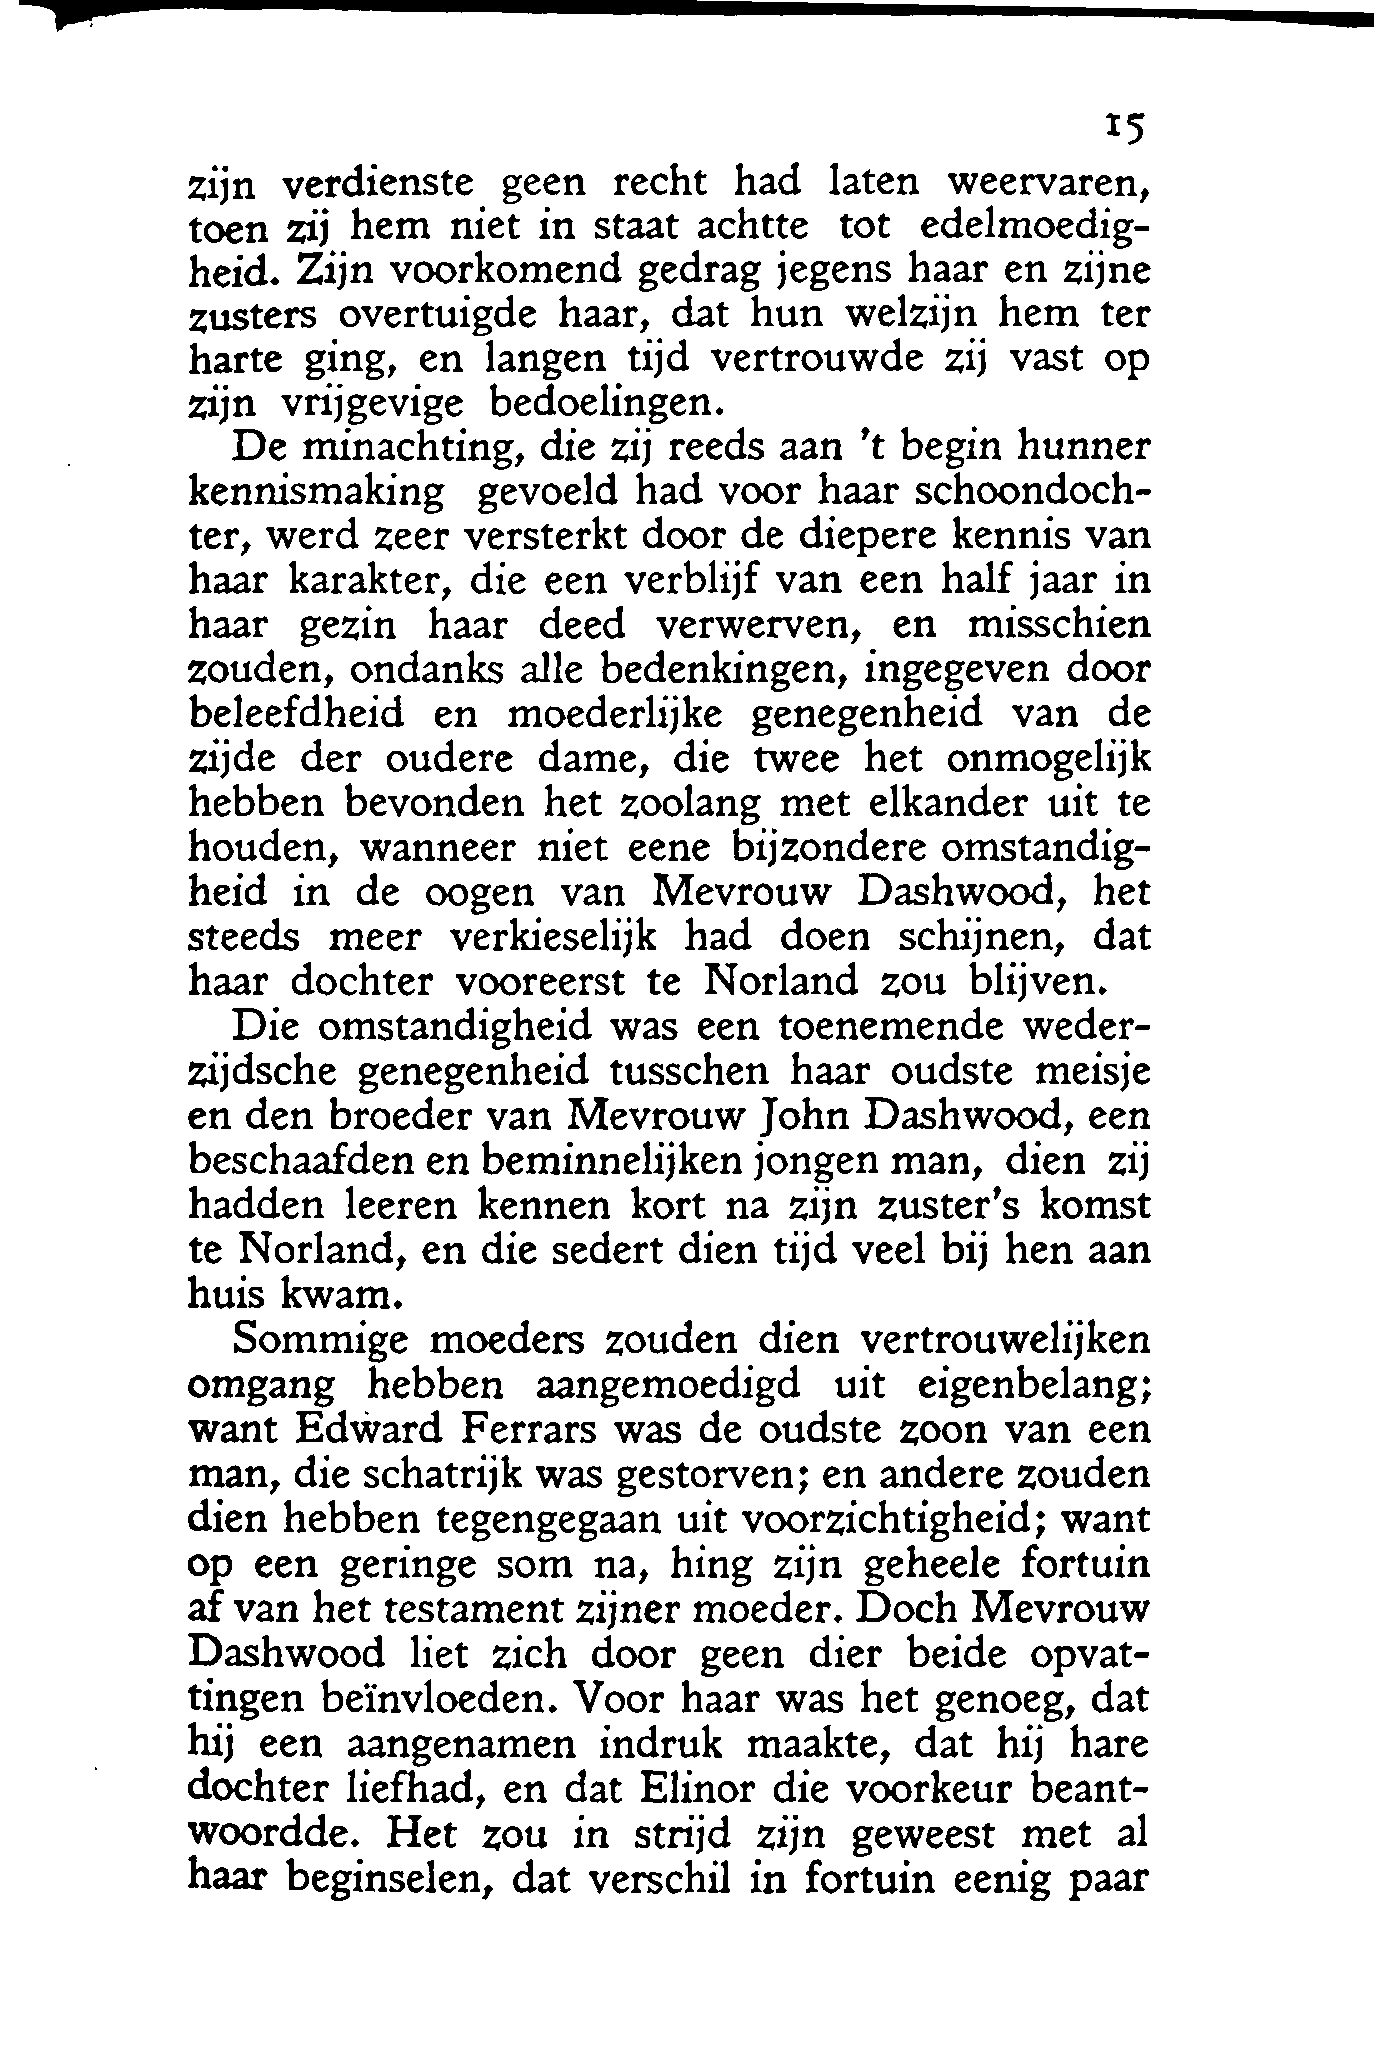 15
zijn verdienste geen recht had laten weervaren,
toen zij hem niet in staat achtte tot edelmoedig-
heid. Zijn voorkomend gedrag jegens haar en zijne
zusters overtuigde haar, dat hun welzijn hem ter
harte ging, en langen tijd vertrouwde zij vast op
zijn vrijgevige bedoelingen.
De minachting, die zij reeds aan 't begin hunner
kennismaking gevoeld had voor haar schoondoch-
ter, werd zeer versterkt door de diepere kennis van
haar karakter, die een verblijf van een half jaar in
haar gezin haar deed verwerven, en misschien
zouden, ondanks alle bedenkingen, ingegeven door
beleefdheid en moederlijke genegenheid van de
zijde der oudere dame, die twee het onmogelijk
hebben bevonden het zoolang met elkander uit te
houden, wanneer niet eene bijzondere omstandig-
heid in de oogen van Mevrouw Dashwood, het
steeds meer verkieselijk had doen schijnen, dat
haar dochter vooreerst te Norland zou blijven.
Die omstandigheid was een toenemende weder-
zijdsche genegenheid tusschen haar oudste meisje
en den broeder van Mevrouw John Dashwood, een
beschaafden en beminnelijken jongen man, dien zij
hadden leeren kennen kort na zijn zuster's komst
te Norland, en die sedert dien tijd veel bij hen aan
huis kwam.
Sommige moeders zouden dien vertrouwelijken
omgang hebben aangemoedigd uit eigenbelang;
want Edward Ferrars was de oudste zoon van een
man, die schatrijk was gestorven; en andere zouden
dien hebben tegengegaan uit voorzichtigheid; want
op een geringe som na, hing zijn geheele fortuin
af van het testament zijner moeder. Doch Mevrouw
Dashwood liet zich door geen dier beide opvat-
tingen beïnvloeden. Voor haar was het genoeg, dat
hij een aangenamen indruk maakte, dat hij hare
dochter liefhad, en dat Elinor die voorkeur beant-
woordde. Het zou in strijd zijn geweest met al
haar beginselen, dat verschil in fortuin eenig paar